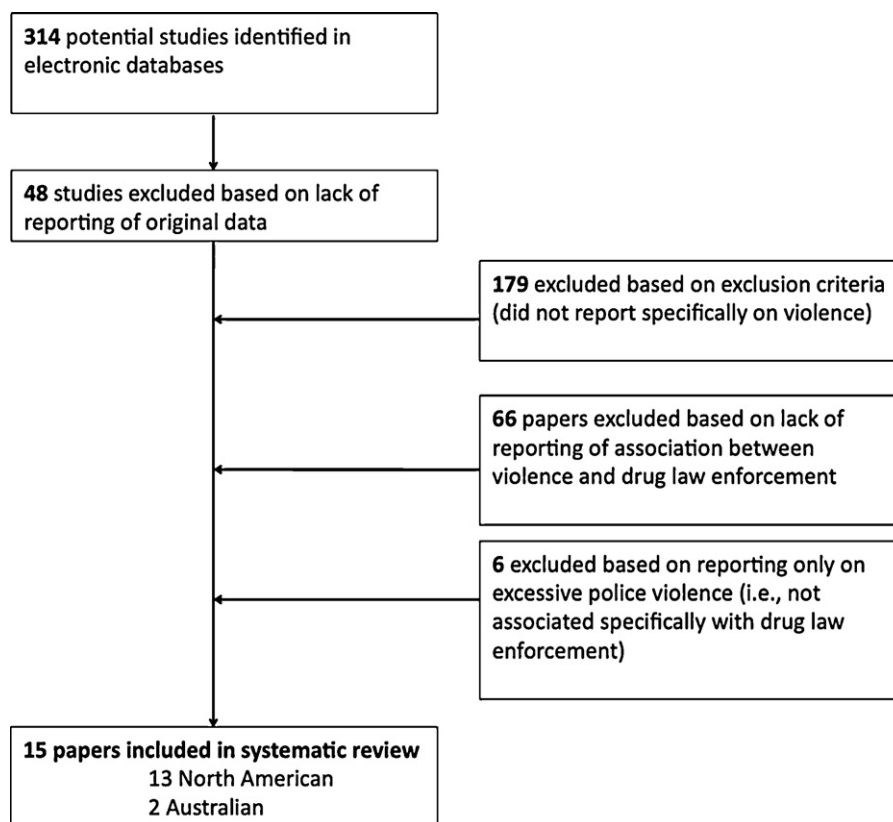 314 potential studies identified in
electronic databases
48 studies excluded based on lack of
reporting of original data
179 excluded based on exclusion criteria
(did not report specifically on violence)
66 papers excluded based on lack of
reporting of association between
violence and drug law enforcement
6 excluded based on reporting only on
excessive police violence (i.e., not
associated specifically with drug law
enforcement)
15 papers included in systematic review
13 North American
2 Australian